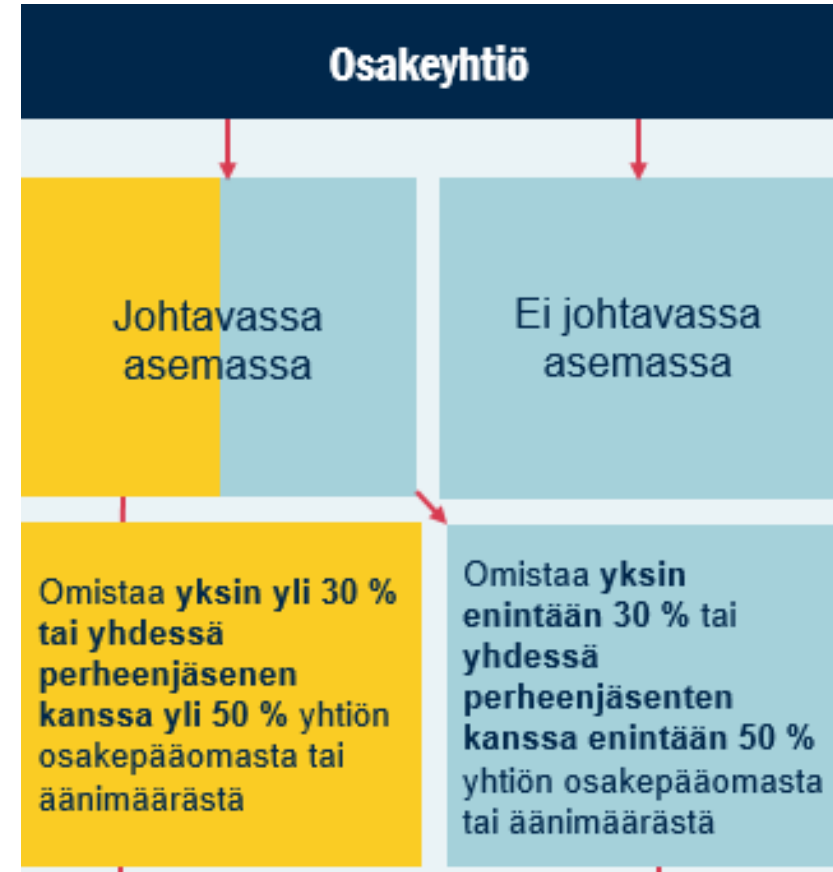 Osakeyhtiö
Johtavassa
asemassa
Ei johtavassa
asemassa
Omistaa yksin yli 30 %
tai yhdessä
perheenjäsenen
kanssa yli 50 % yhtiön
osakepääomasta tai
äänimäärästä
Omistaa yksin
enintään 30 % tai
yhdessä
perheenjäsenten
kanssa enintään 50 %
yhtiön osakepääomasta
tai äänimäärästä